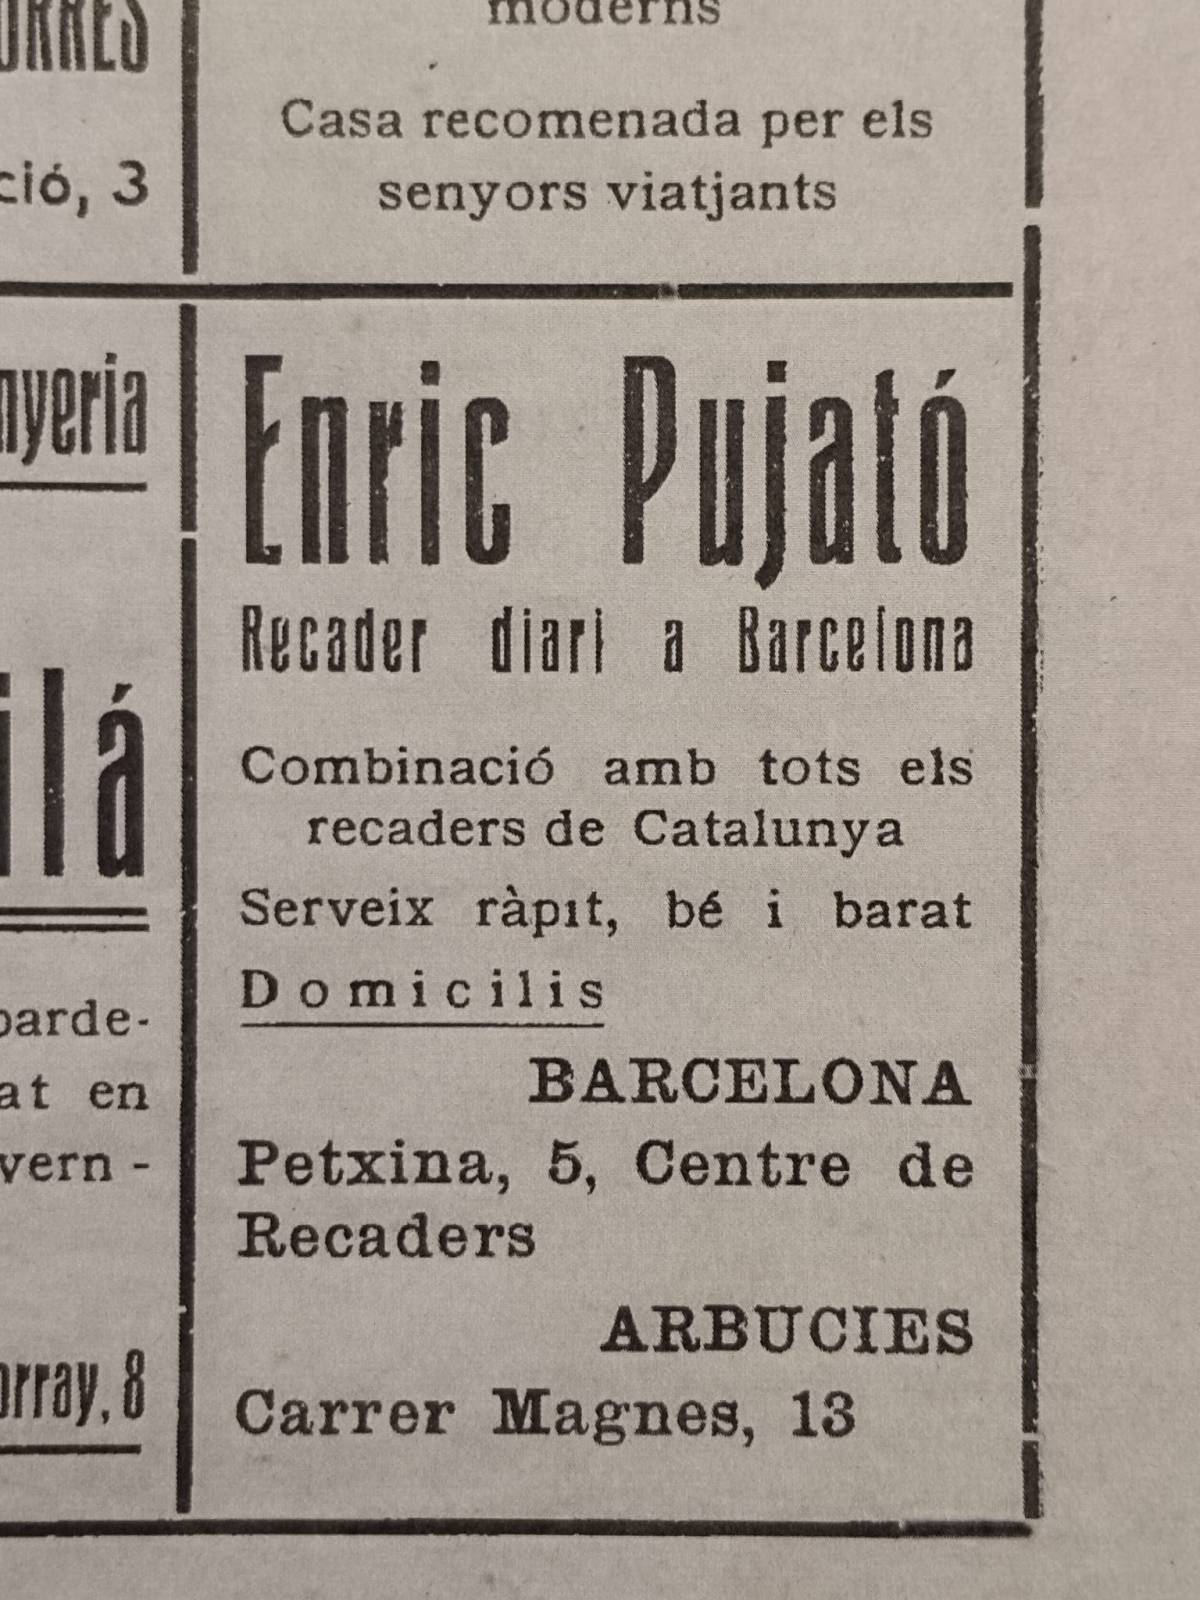 moderns
Casa recomenada per els
senyors viatjants
ció, 3
Enric Pujató
Recader diari a Barcelona
Combinació amb tots els
recaders de Catalunya
Serveix ràpit, bé i barat
Domicilis
BARCELONA
Petxina, 5, Centre de
Recaders
ARBUCIES
Carrer Magnes, 13
nyeria
ilá
parde-
at en
vern -
orray, 8